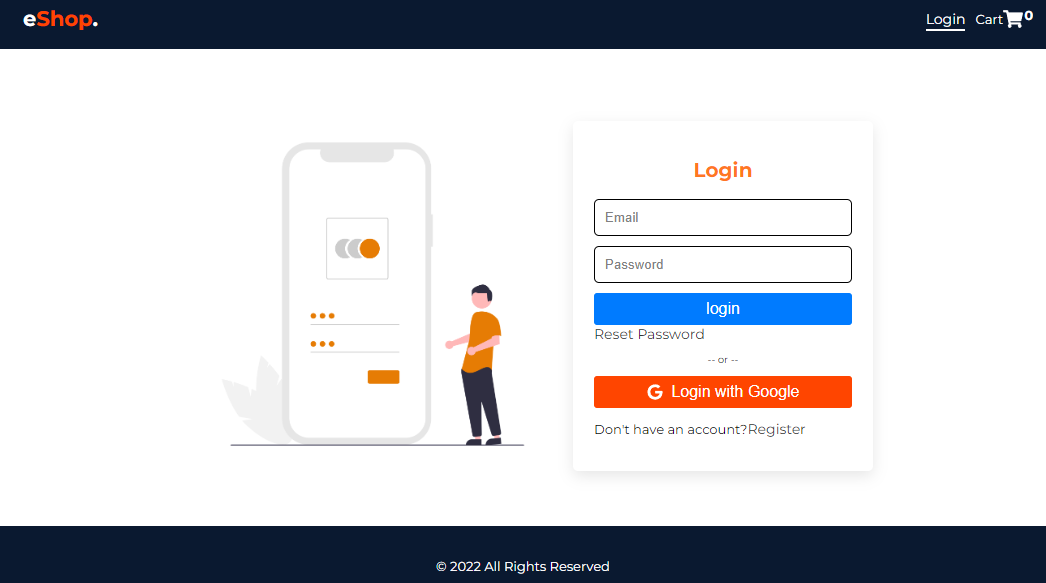 eShop.
Login Cart 0
Login
Email
Password
login
Reset Password
-- or --
G Login with Google
Don't have an account?Register
© 2022 All Rights Reserved